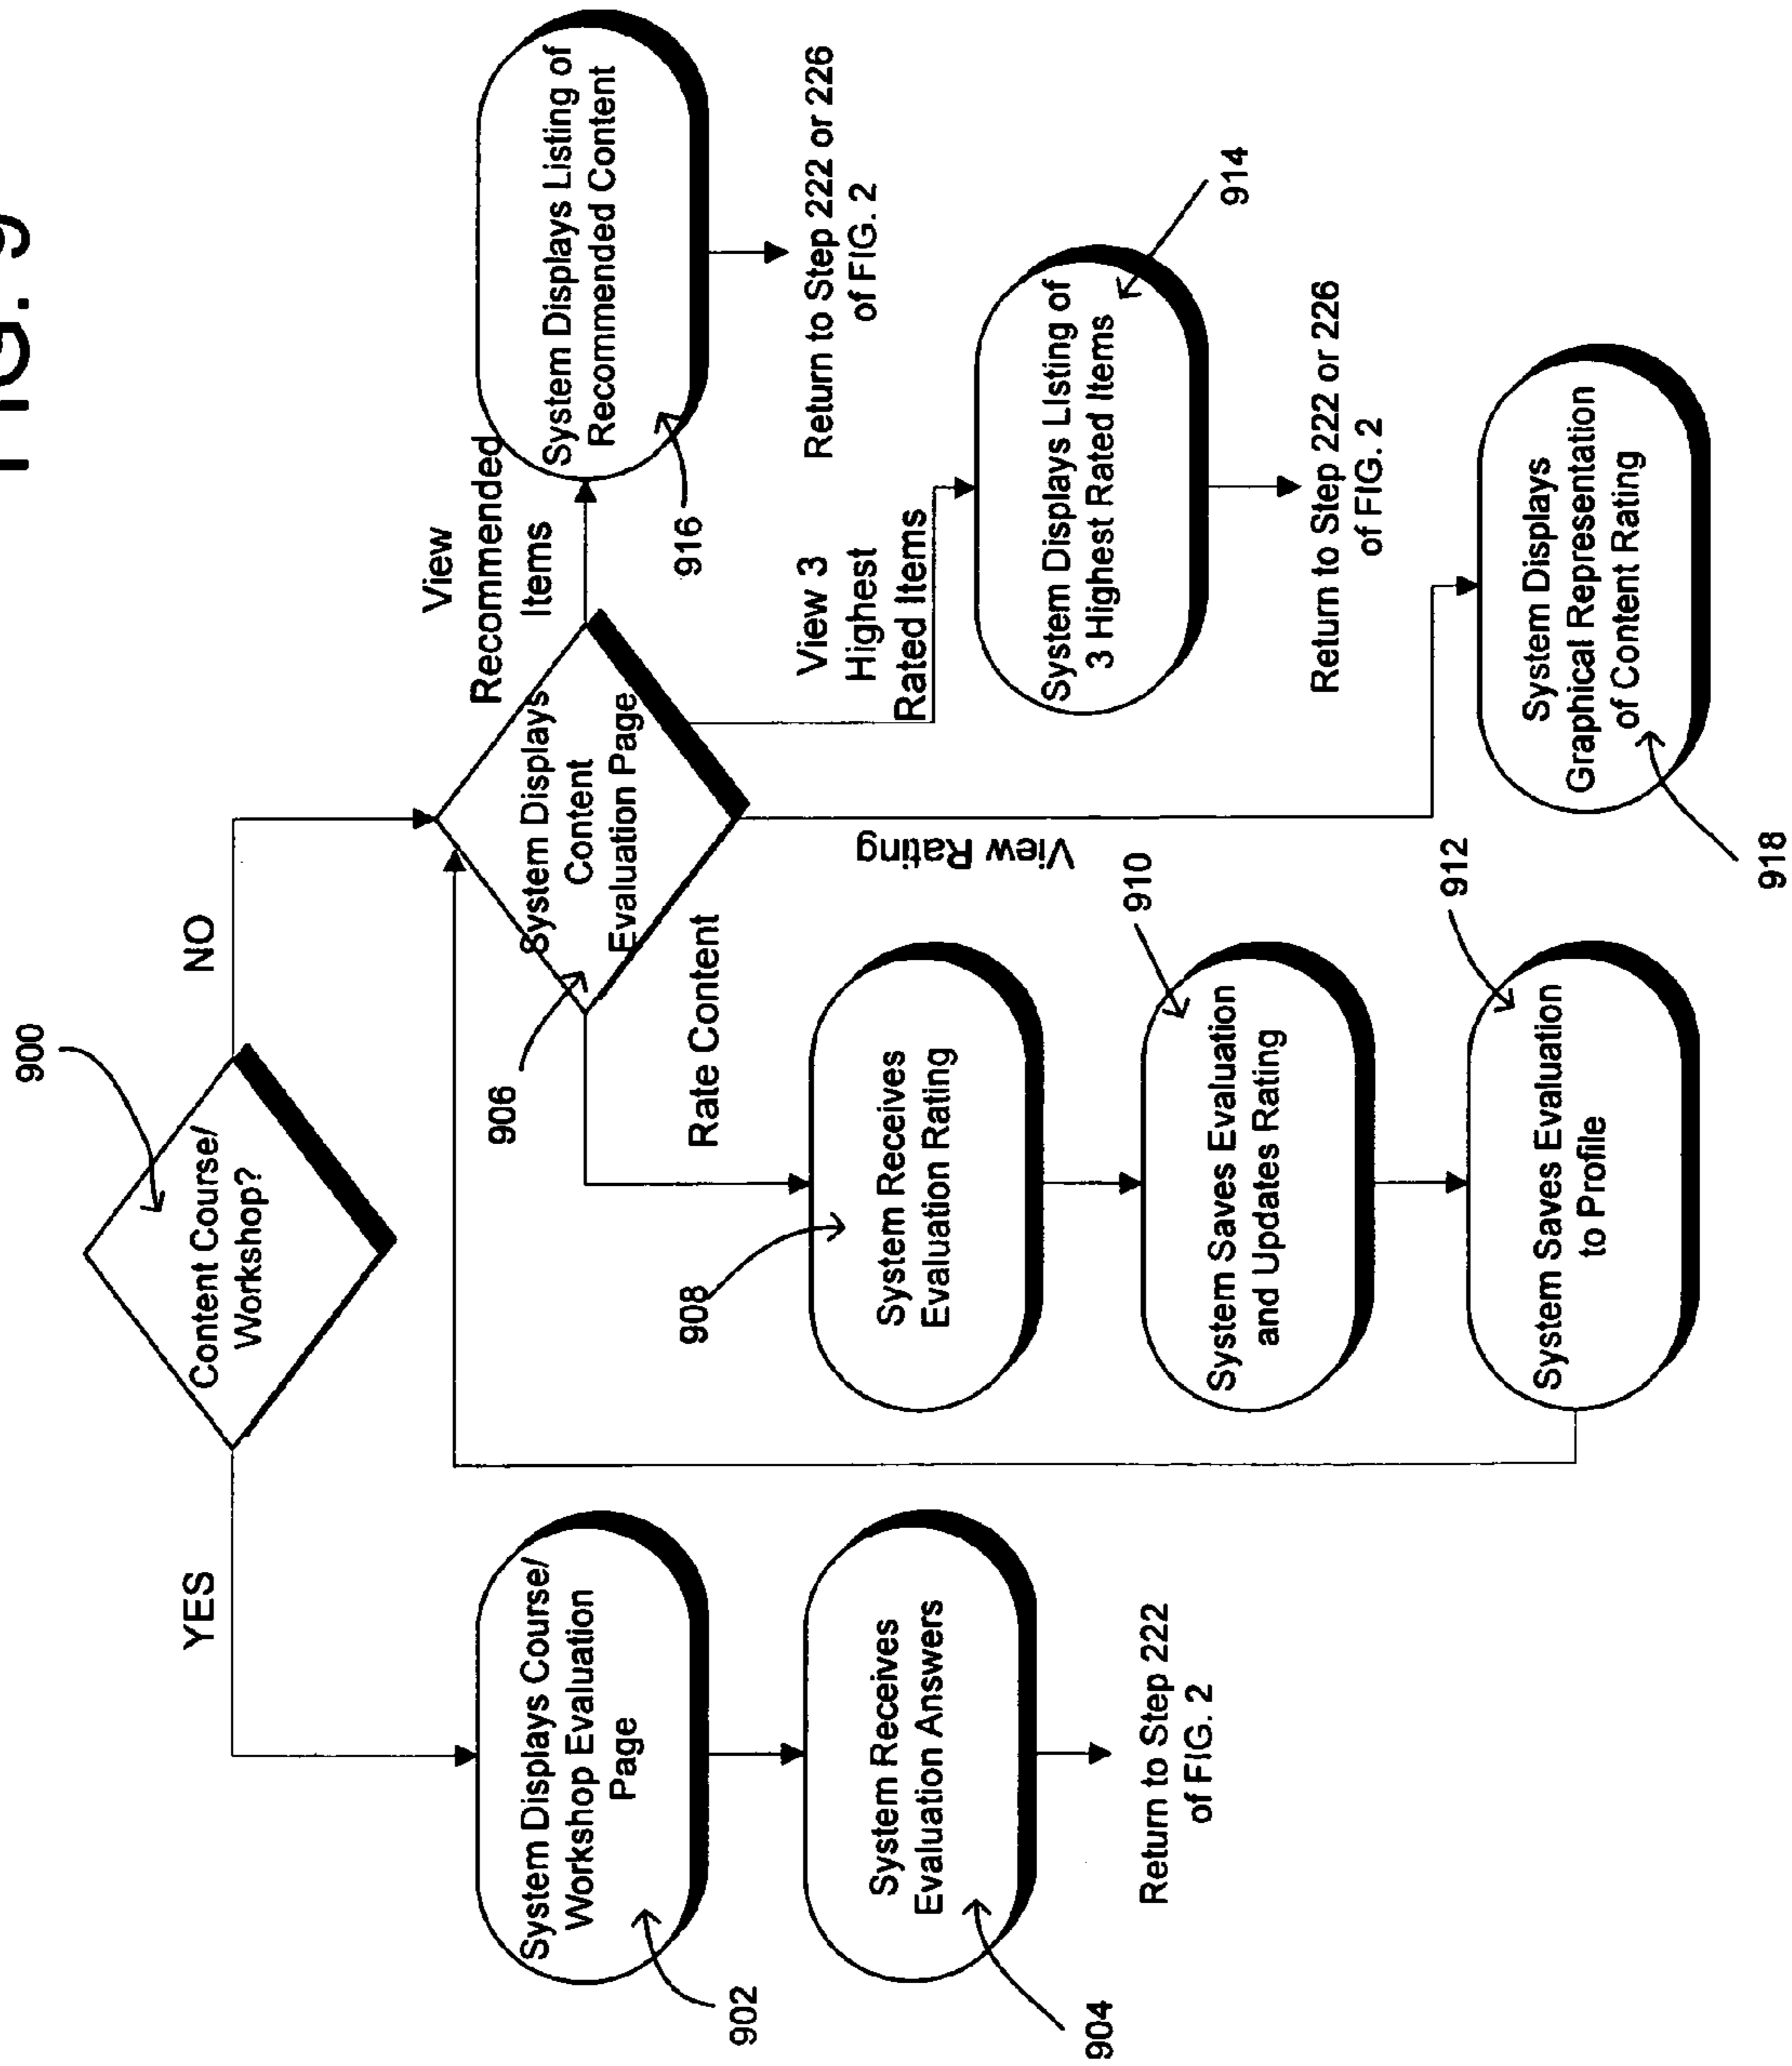 FIG. 9
900
Content Course/
Workshop?
YES
NO
System Displays Course/
Workshop Evaluation
Page
902
System Receives
Evaluation Answers
904
Return to Step 222
of FIG. 2
System Displays
Content
Evaluation Page
906
Rate Content
System Receives
Evaluation Rating
908
System Saves Evaluation
and Updates Rating
910
System Saves Evaluation
to Profile
912
View
Recommended
Items
System Displays Listing of
Recommended Content
916
Return to Step 222 or 226
of FIG. 2
View 3
Highest
Rated Items
System Displays Listing of
3 Highest Rated Items
914
Return to Step 222 or 226
of FIG. 2
View Rating
System Displays
Graphical Representation
of Content Rating
918